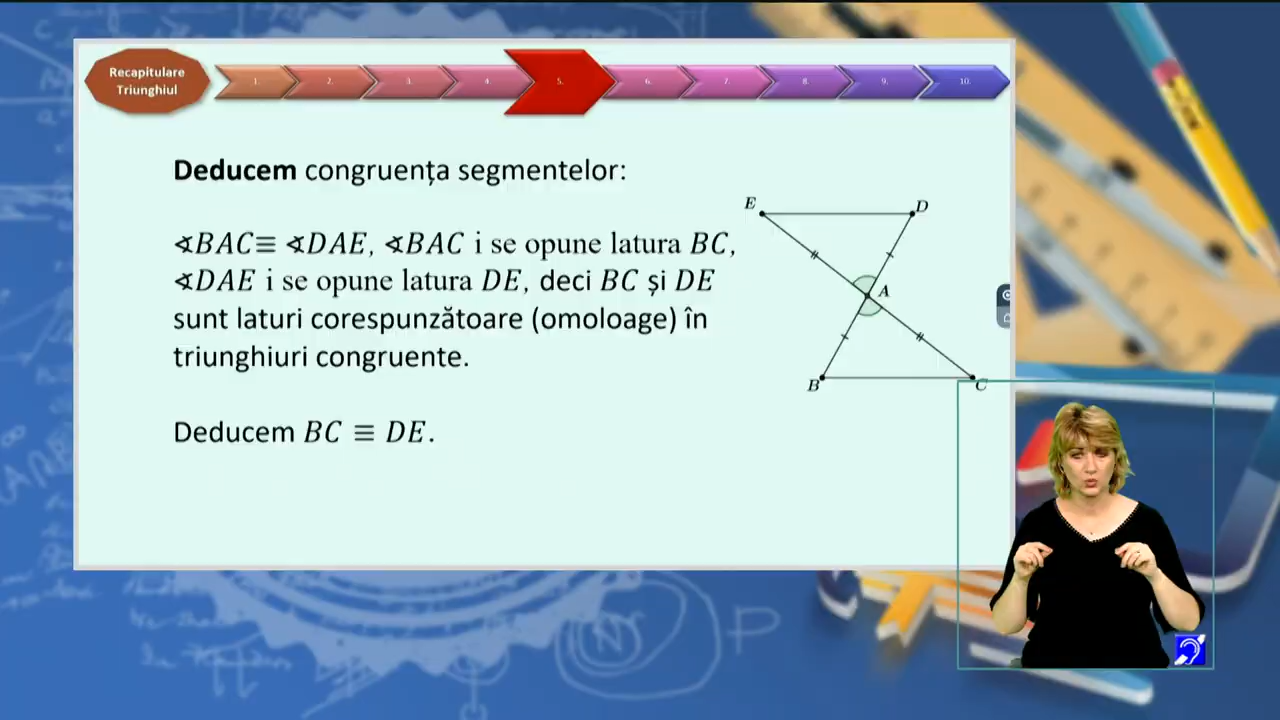 Recapitulare
Triunghiul
1.
2.
3.
4.
5.
6.
7.
8.
9.
10.
Deducem congruența segmentelor:
∢BAC≡ ∢DAE, ∢BAC i se opune latura BC,
∢DAE i se opune latura DE, deci BC și DE
sunt laturi corespunzătoare (omoloage) în
triunghiuri congruente.
Deducem BC ≡ DE.
E
D
A
B
C
N
P